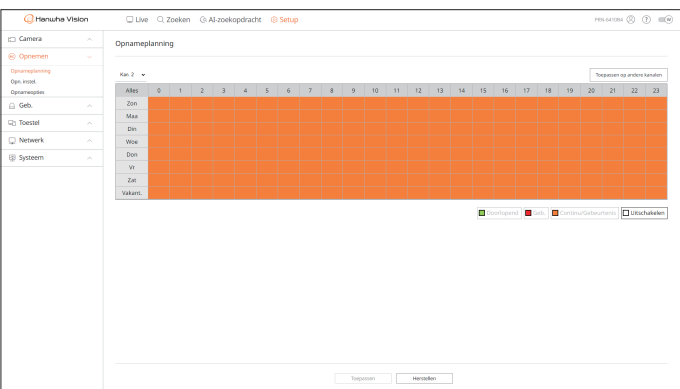 Hanwha Vision
Live
Zoeken
AI-zoekopdracht
Setup
PRN-6410B4
Camera
Opnemen
Opnameplanning
Opn. instel.
Opnameopties
Geb.
Toestel
Netwerk
Systeem
Opnameplanning
Kan. 2
Toepassen op andere kanalen
Alles 0 1 2 3 4 5 6 7 8 9 10 11 12 13 14 15 16 17 18 19 20 21 22 23
Zon
Maa
Din
Woe
Don
Vr
Zat
Vakant.
Doorlopend
Geb.
Continu/Gebeurtenis
Uitschakelen
Toepassen
Herstellen